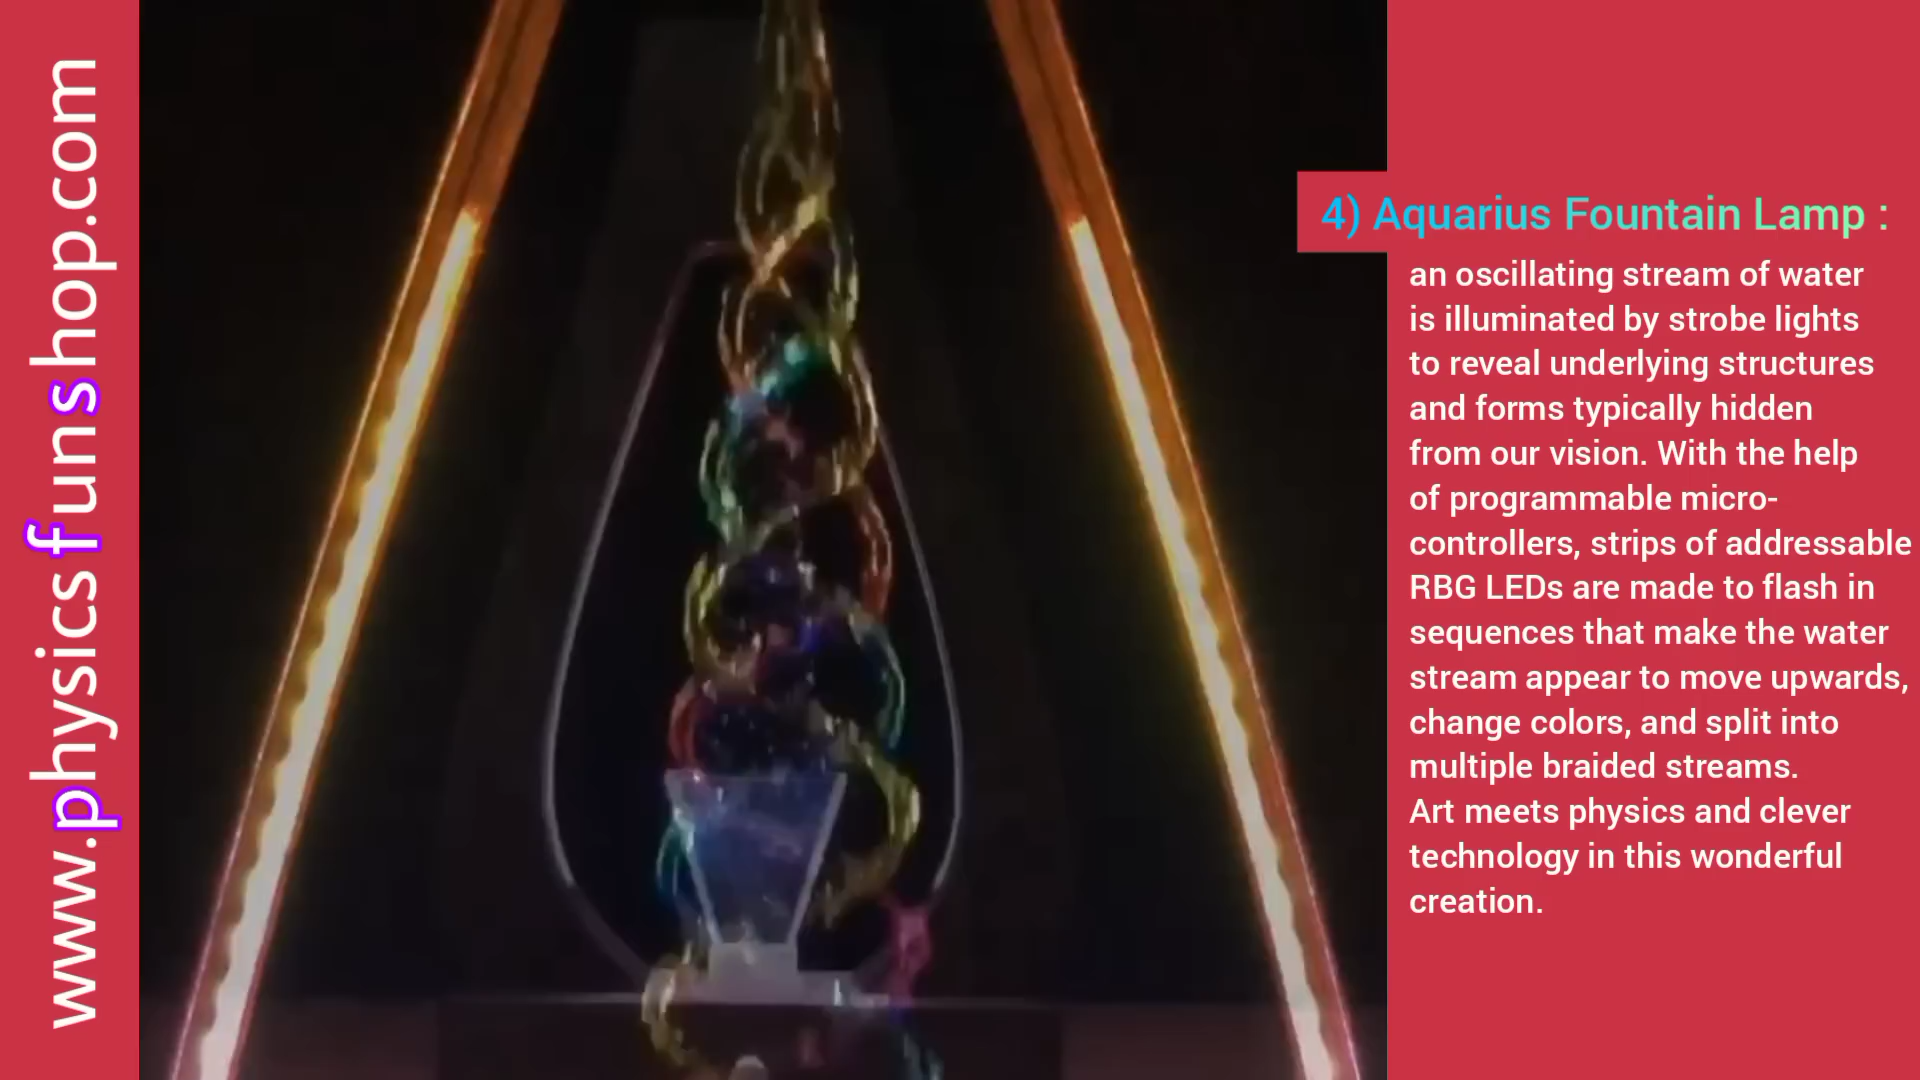 www.physicsfunshop.com
4) Aquarius Fountain Lamp :
an oscillating stream of water
is illuminated by strobe lights
to reveal underlying structures
and forms typically hidden
from our vision. With the help
of programmable micro-
controllers, strips of addressable
RBG LEDs are made to flash in
sequences that make the water
stream appear to move upwards,
change colors, and split into
multiple braided streams.
Art meets physics and clever
technology in this wonderful
creation.